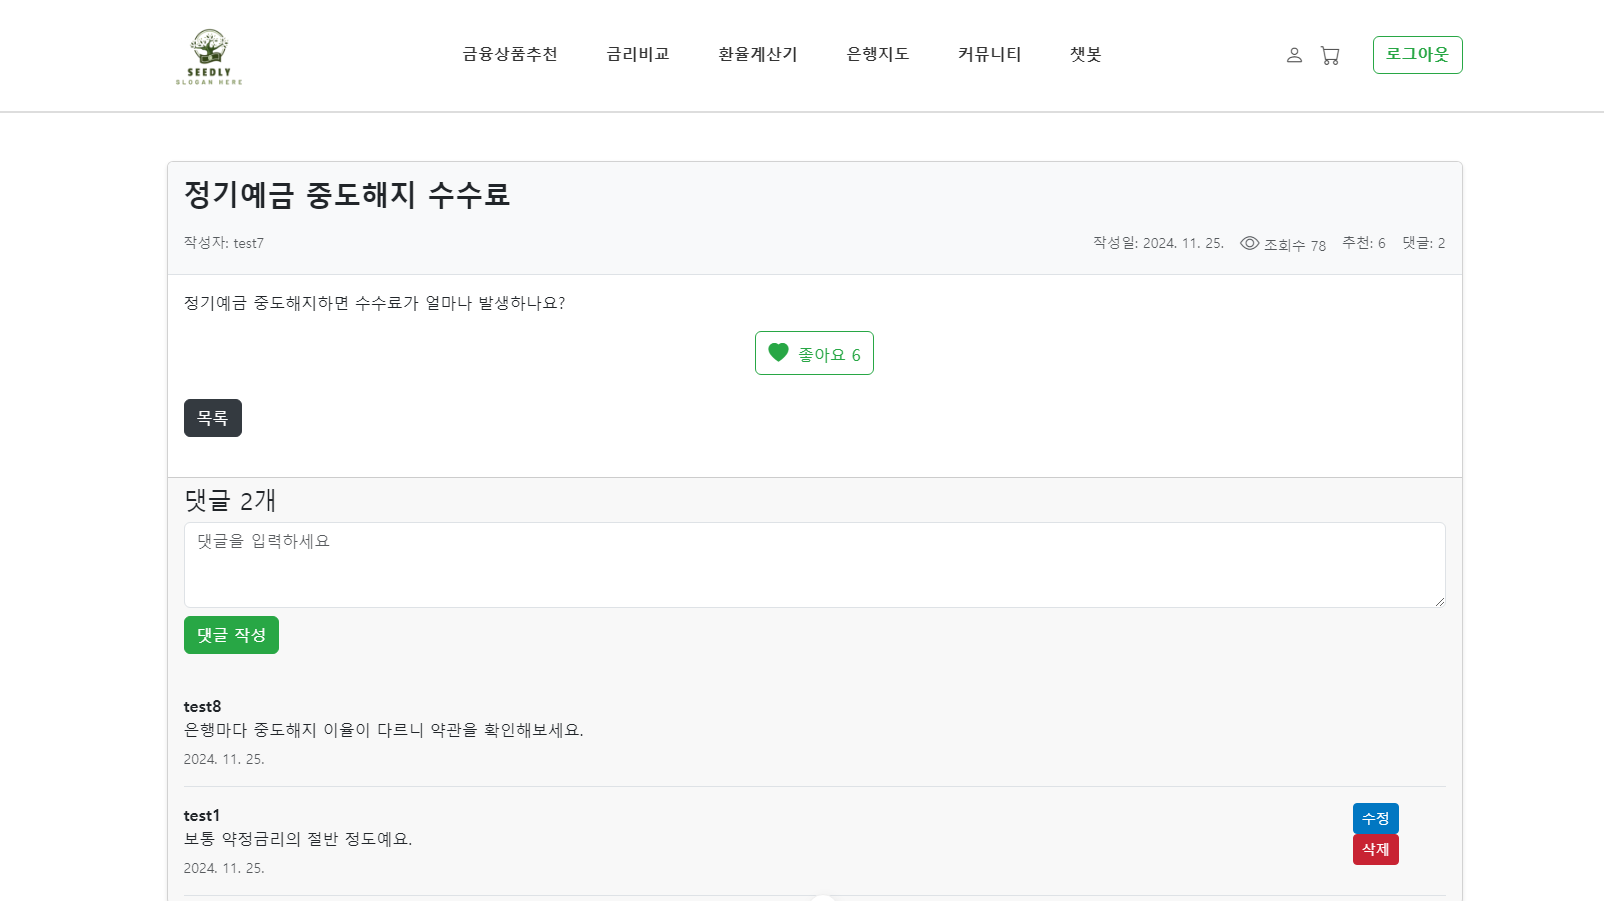 SEEDLY
SLOGAN HERE
금융상품추천 금리비교 환율계산기 은행지도 커뮤니티 챗봇
로그아웃
정기예금 중도해지 수수료
작성자: test7
작성일: 2024. 11. 25. 조회수 78 추천: 6 댓글: 2
정기예금 중도해지하면 수수료가 얼마나 발생하나요?
좋아요 6
목록
댓글 2개
댓글을 입력하세요
댓글 작성
test8
은행마다 중도해지 이율이 다르니 약관을 확인해보세요.
2024. 11. 25.
test1
수정
보통 약정금리의 절반 정도예요.
삭제
2024. 11. 25.